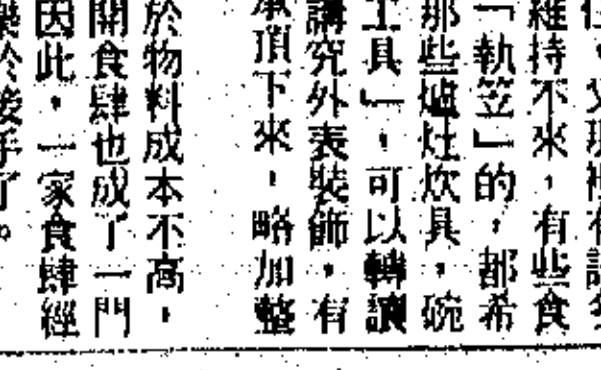 維持不來，有些食
「執笠」的，都希
那些爐灶炊具，碗
工具」，可以轉讓
講究外表裝飾，有
承頂下來，略加整
於物料成本不高，
開食肆也成了一門
因此，一家食肆經
樂於接手了。